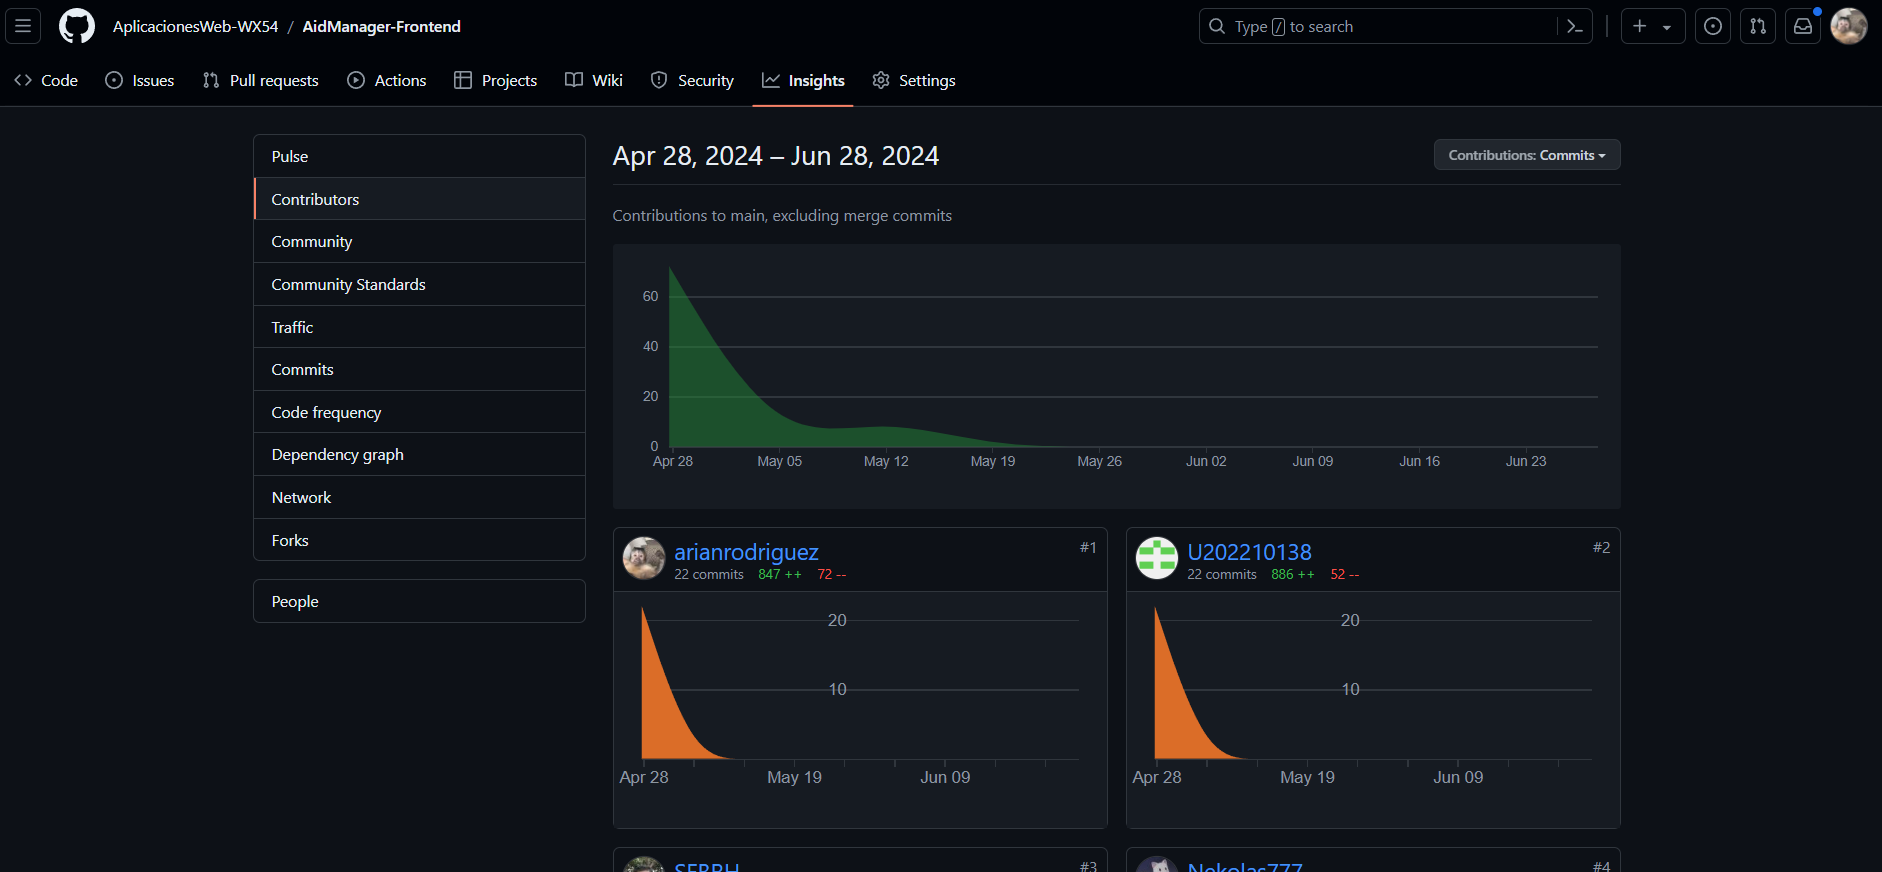 AplicacionesWeb-WX54 / AidManager-Frontend
Type / to search
Code
Issues
Pull requests
Actions
Projects
Wiki
Security
Insights
Settings
Pulse
Contributors
Community
Community Standards
Traffic
Commits
Code frequency
Dependency graph
Network
Forks
People
Apr 28, 2024 – Jun 28, 2024
Contributions: Commits
Contributions to main, excluding merge commits
60
40
20
0
Apr 28 May 05 May 12 May 19 May 26 Jun 02 Jun 09 Jun 16 Jun 23
arianrodriguez #1
22 commits 847 ++ 72 --
20
10
Apr 28 May 19 Jun 09
U202210138 #2
22 commits 886 ++ 52 --
20
10
Apr 28 May 19 Jun 09
#3
Nekolas777 #4